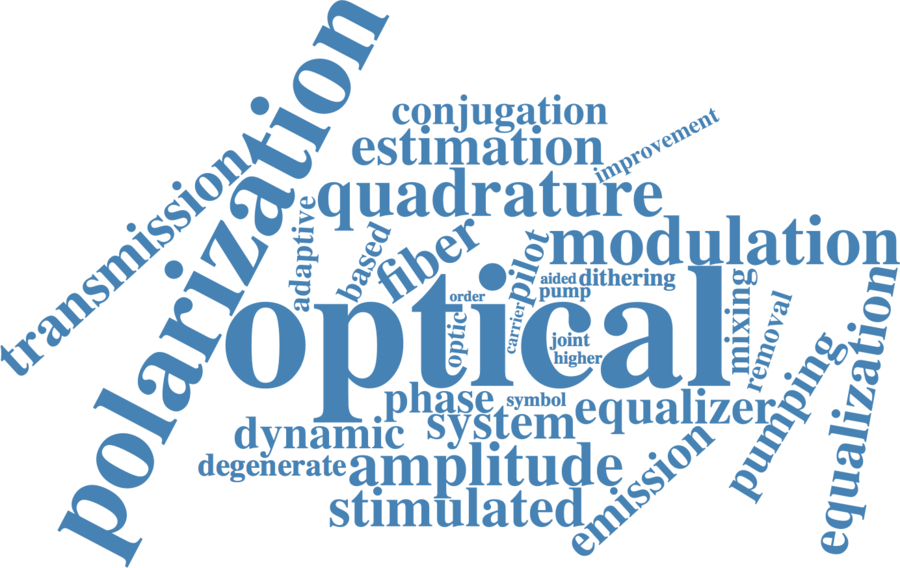 polarization
transmission
conjugation
improvement
estimation
quadrature
adaptive
based
fiber
pilot
modulation
aided
dithering
pump
order
optical
optic
carrier
joint
higher
mixing
removal
equalization
pumping
phase
symbol
equalizer
system
dynamic
degenerate
amplitude
emission
stimulated